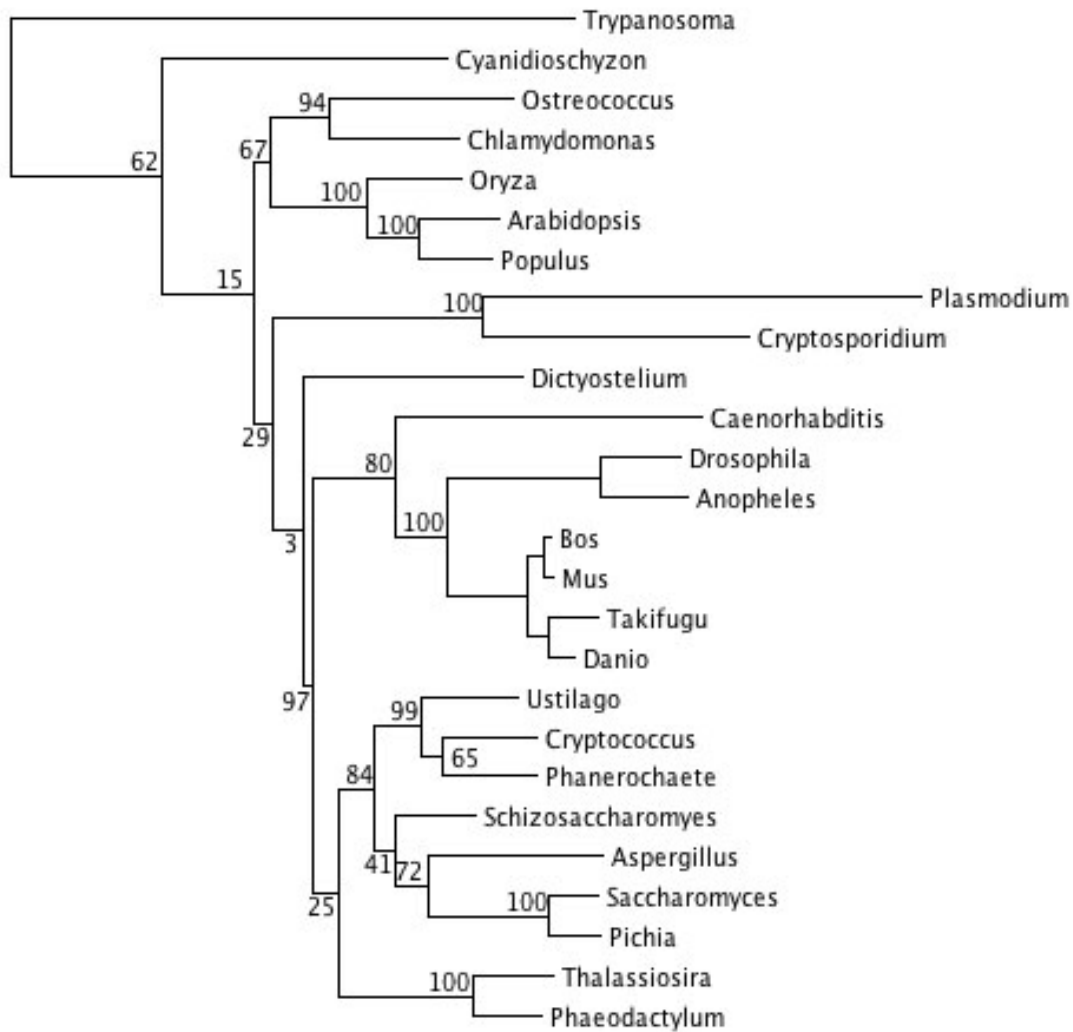 Trypanosoma
Cyanidioschyzon
94 Ostreococcus
Chlamydomonas
67
62
Oryza
100
Arabidopsis
100
Populus
15
Plasmodium
100
Cryptosporidium
Dictyostelium
Caenorhabditis
29
80
Drosophila
Anopheles
100
3
Bos
Mus
Takifugu
Danio
97
Ustilago
99
Cryptococcus
65
84
Phanerochaete
Schizosaccharomyes
41
72
Aspergillus
25
100 Saccharomyces
Pichia
100 Thalassiosira
Phaeodactylum